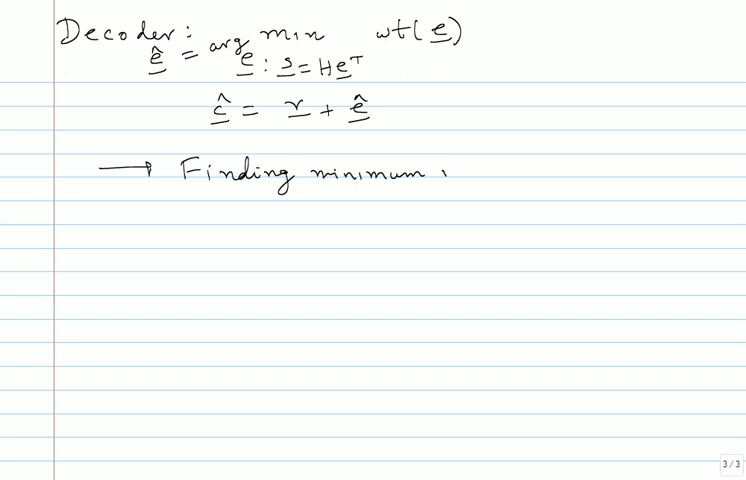 Decoder: ê = arg min wt(e)
e : s = He^T
ĉ = r + ê
→ Finding minimum
3/3